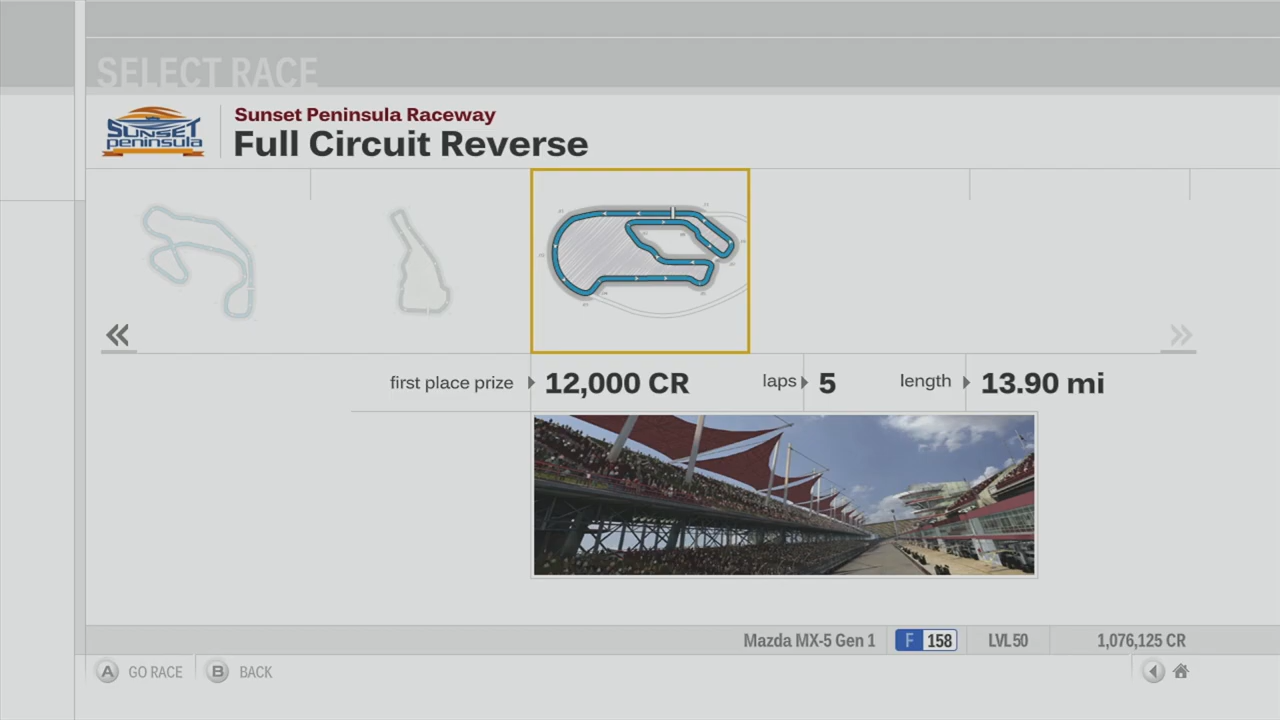 SELECT RACE
SUNSET
peninsula
Sunset Peninsula Raceway
Full Circuit Reverse
first place prize
12,000 CR
laps
5
length
13.90 mi
Mazda MX-5 Gen 1
F 158
LVL 50
1,076,125 CR
A GO RACE
B BACK